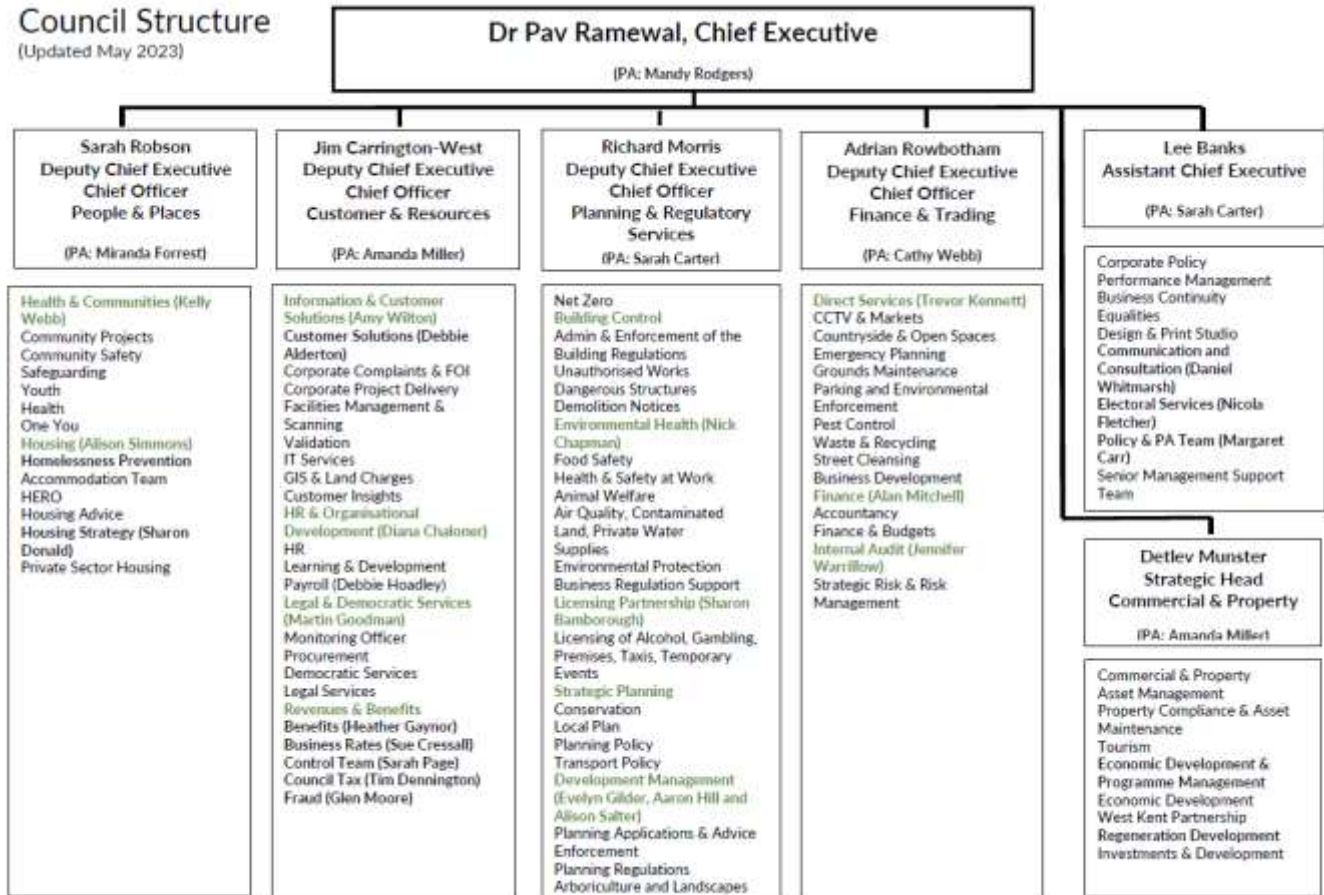 Council Structure
(Updated May 2023)
Dr Pav Ramewal, Chief Executive
(PA: Mandy Rodgers)
Sarah Robson
Deputy Chief Executive
Chief Officer
People & Places
(PA: Miranda Forrest)
Health & Communities (Kelly
Webb)
Community Projects
Community Safety
Safeguarding
Youth
Health
One You
Housing (Alison Simmons)
Homelessness Prevention
Accommodation Team
HERO
Housing Advice
Housing Strategy (Sharon
Donald)
Private Sector Housing
Jim Carrington-West
Deputy Chief Executive
Chief Officer
Customer & Resources
(PA: Amanda Miller)
Information & Customer
Solutions (Amy Wilton)
Customer Solutions (Debbie
Alderton)
Corporate Complaints & FOI
Corporate Project Delivery
Facilities Management &
Scanning
Validation
IT Services
GIS & Land Charges
Customer Insights
HR & Organisational
Development (Diana Chaloner)
HR
Learning & Development
Payroll (Debbie Hoadley)
Legal & Democratic Services
(Martin Goodman)
Monitoring Officer
Procurement
Democratic Services
Legal Services
Revenues & Benefits
Benefits (Heather Gaynor)
Business Rates (Sue Cressall)
Control Team (Sarah Page)
Council Tax (Tim Dennington)
Fraud (Glen Moore)
Richard Morris
Deputy Chief Executive
Chief Officer
Planning & Regulatory
Services
(PA: Sarah Carter)
Net Zero
Building Control
Admin & Enforcement of the
Building Regulations
Unauthorised Works
Dangerous Structures
Demolition Notices
Environmental Health (Nick
Chapman)
Food Safety
Health & Safety at Work
Animal Welfare
Air Quality, Contaminated
Land, Private Water
Supplies
Environmental Protection
Business Regulation Support
Licensing Partnership (Sharon
Bamborough)
Licensing of Alcohol, Gambling,
Premises, Taxis, Temporary
Events
Strategic Planning
Conservation
Local Plan
Planning Policy
Transport Policy
Development Management
(Evelyn Gilder, Aaron Hill and
Alison Salter)
Planning Applications & Advice
Enforcement
Planning Regulations
Arboriculture and Landscapes
Adrian Rowbotham
Deputy Chief Executive
Chief Officer
Finance & Trading
(PA: Cathy Webb)
Direct Services (Trevor Kennett)
CCTV & Markets
Countryside & Open Spaces
Emergency Planning
Grounds Maintenance
Parking and Environmental
Enforcement
Pest Control
Waste & Recycling
Street Cleansing
Business Development
Finance (Alan Mitchell)
Accountancy
Finance & Budgets
Internal Audit (Jennifer
Warrillow)
Strategic Risk & Risk
Management
Lee Banks
Assistant Chief Executive
(PA: Sarah Carter)
Corporate Policy
Performance Management
Business Continuity
Equalities
Design & Print Studio
Communication and
Consultation (Daniel
Whitmarsh)
Electoral Services (Nicola
Fletcher)
Policy & PA Team (Margaret
Carr)
Senior Management Support
Team
Detlev Munster
Strategic Head
Commercial & Property
(PA: Amanda Miller)
Commercial & Property
Asset Management
Property Compliance & Asset
Maintenance
Tourism
Economic Development &
Programme Management
Economic Development
West Kent Partnership
Regeneration Development
Investments & Development